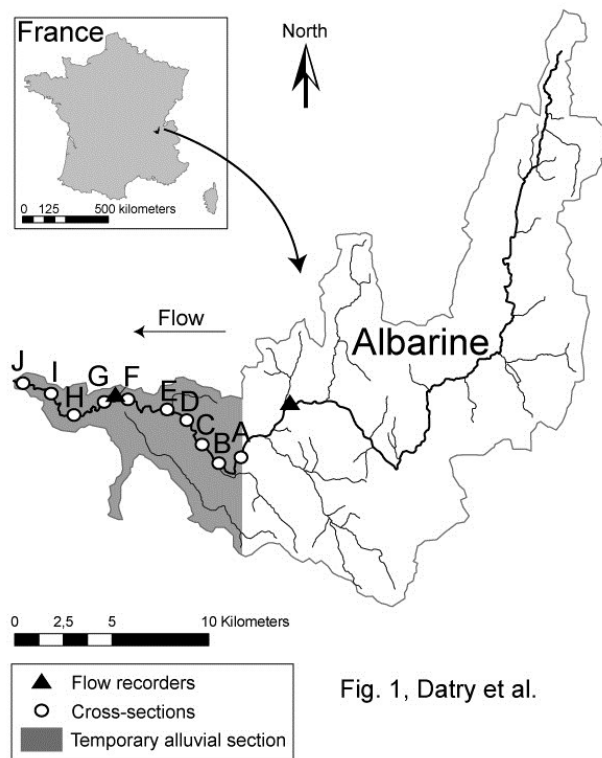 France
North
0 125 500 kilometers
Flow
Albarine
J
I
H
G
F
E
D
C
B
A
0 2,5 5 10 Kilometers
Flow recorders
Cross-sections
Temporary alluvial section
Fig. 1, Datry et al.